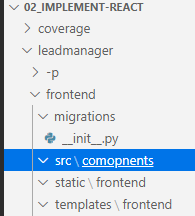 02_IMPLEMENT-REACT
coverage
leadmanager
-p
frontend
migrations
__init__.py
src \ comopnents
static \ frontend
templates \ frontend